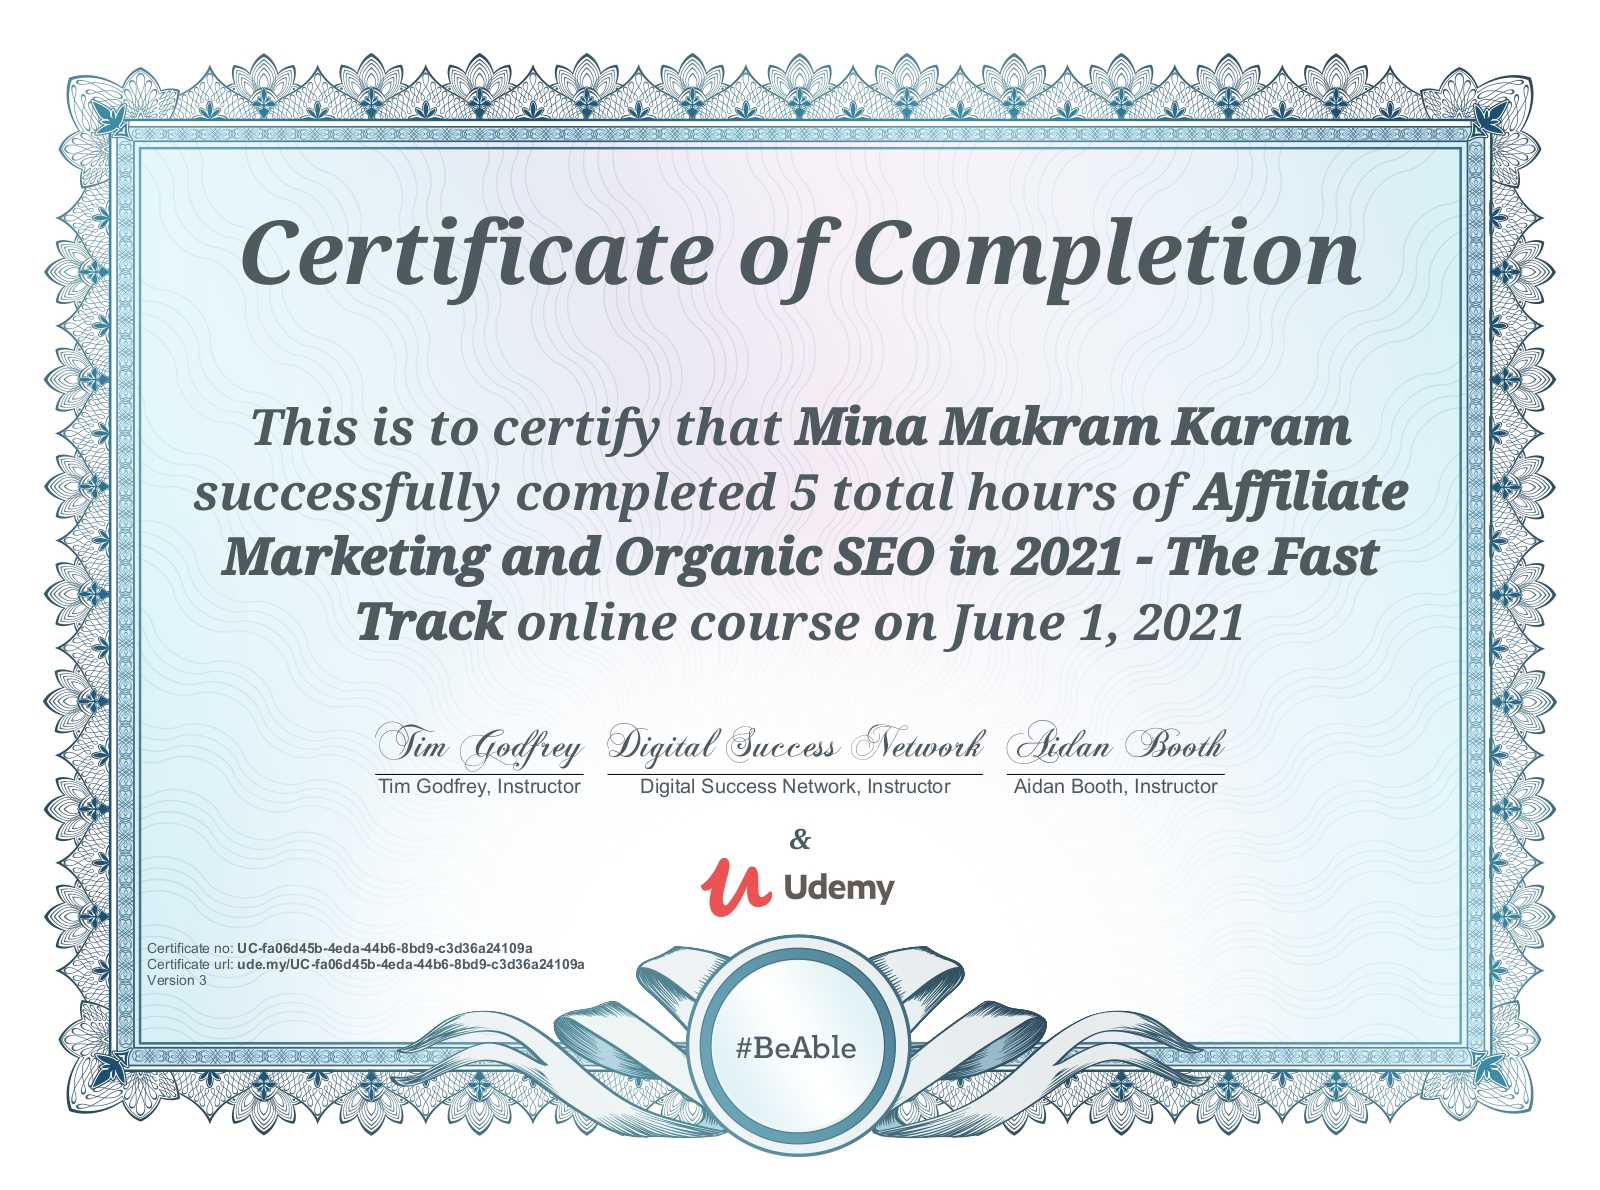 Certificate of Completion
This is to certify that Mina Makram Karam
successfully completed 5 total hours of Affiliate
Marketing and Organic SEO in 2021 - The Fast
Track online course on June 1, 2021
Tim Godfrey Digital Success Network Aidan Booth
Tim Godfrey, Instructor Digital Success Network, Instructor Aidan Booth, Instructor
&
Udemy
Certificate no: UC-fa06d45b-4eda-44b6-8bd9-c3d36a24109a
Certificate url: ude.my/UC-fa06d45b-4eda-44b6-8bd9-c3d36a24109a
Version 3
#BeAble